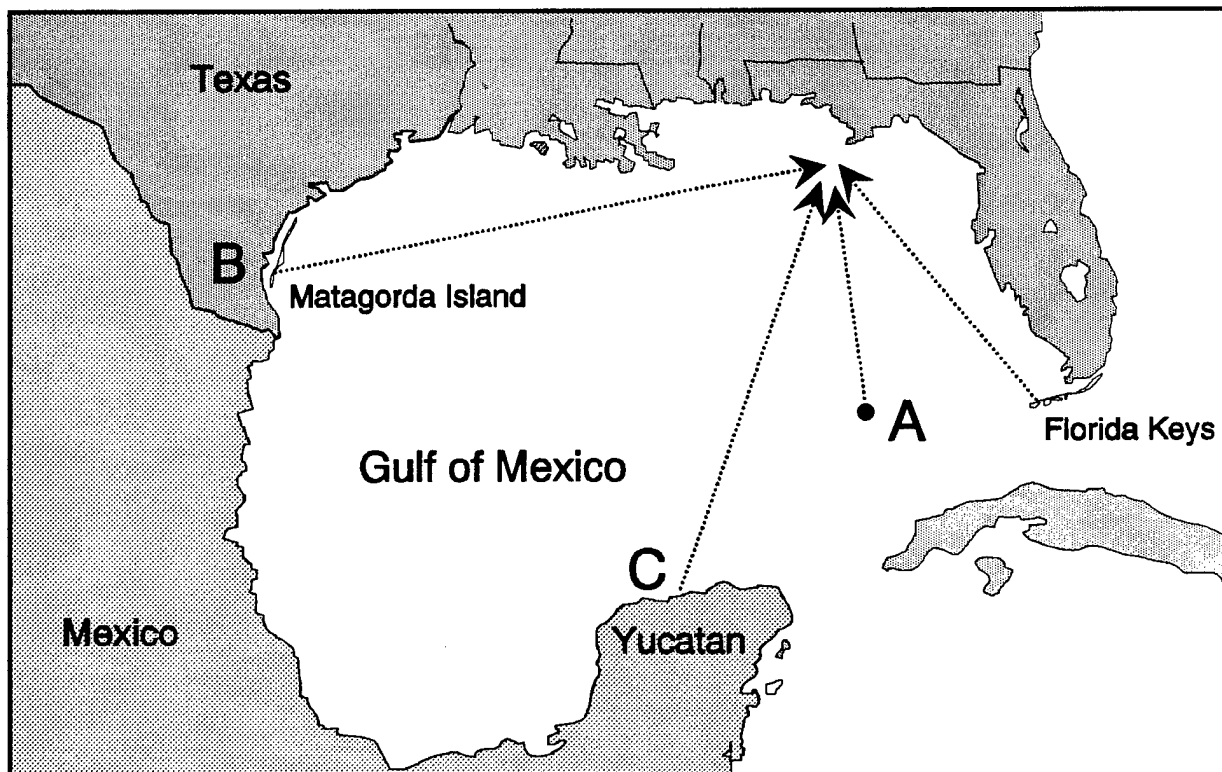 Texas
B
Matagorda Island
A
Florida Keys
Gulf of Mexico
C
Mexico
Yucatan